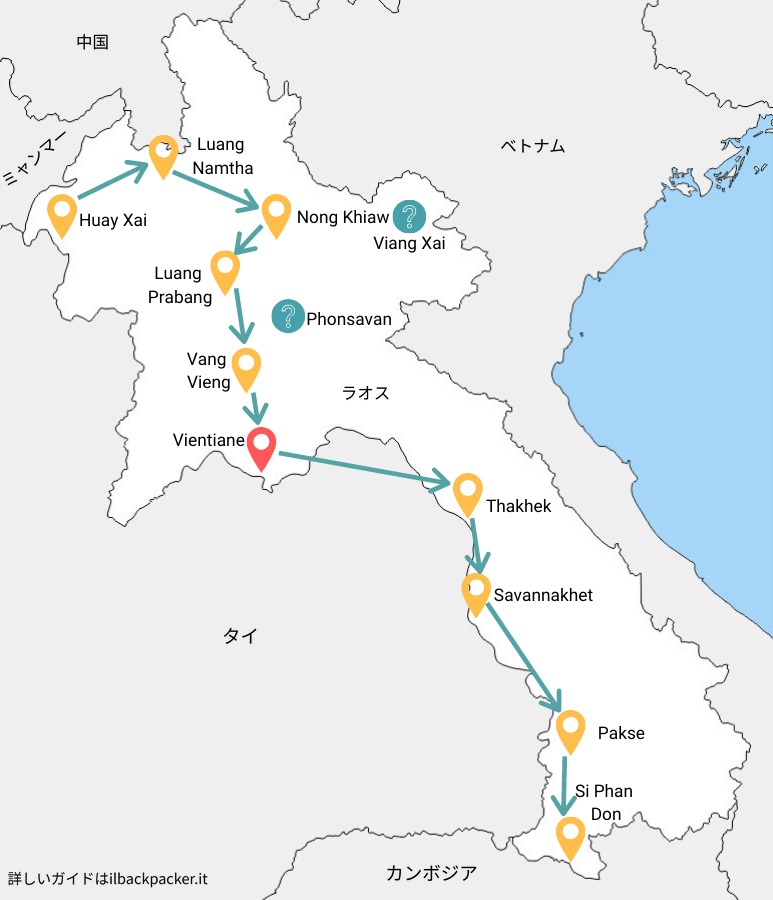 中国
ミャンマー
ベトナム
Luang
Namtha
Huay Xai
Nong Khiaw
?
Viang Xai
Luang
Prabang
?
Phonsavan
Vang
Vieng
ラオス
Vientiane
Thakhek
Savannakhet
タイ
Pakse
Si Phan
Don
カンボジア
詳しいガイドはilbackpacker.it